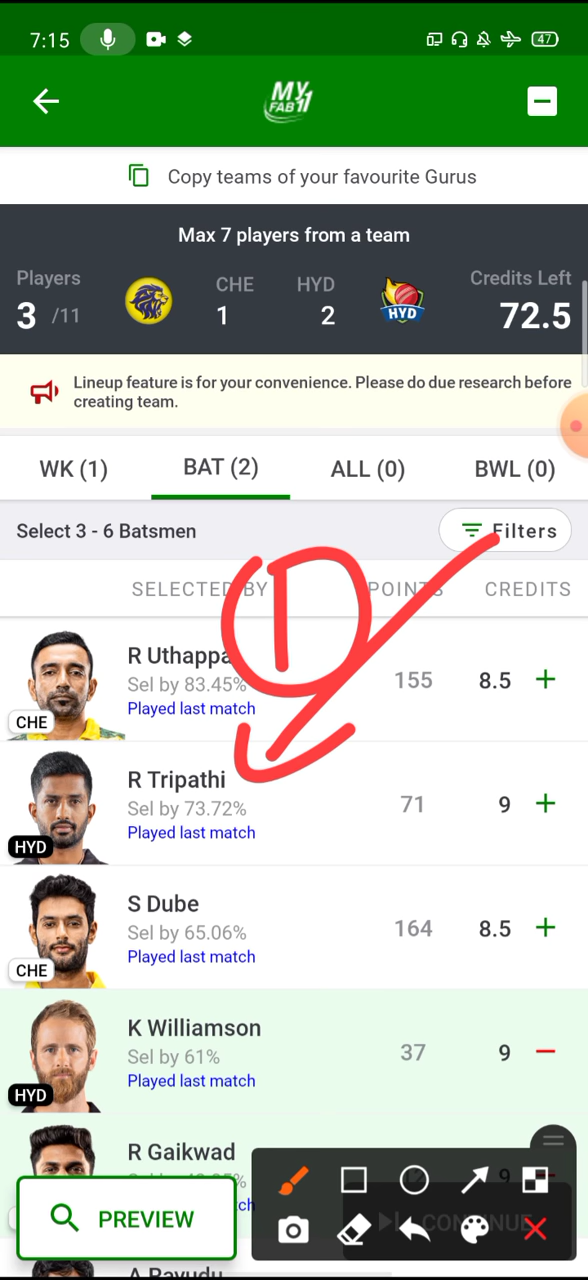 7:15
47
MY
FAB11
Copy teams of your favourite Gurus
Max 7 players from a team
Players CHE HYD Credits Left
3 /11 1 2 HYD 72.5
Lineup feature is for your convenience. Please do due research before
creating team.
WK (1) BAT (2) ALL (0) BWL (0)
Select 3 - 6 Batsmen Filters
SELECTED BY POINTS CREDITS
R Uthappa
Sel by 83.45% 155 8.5 +
Played last match
CHE
R Tripathi
Sel by 73.72% 71 9 +
Played last match
HYD
S Dube
Sel by 65.06% 164 8.5 +
Played last match
CHE
K Williamson
Sel by 61% 37 9 −
Played last match
HYD
R Gaikwad
9
PREVIEW CONTINUE
A Rayudu